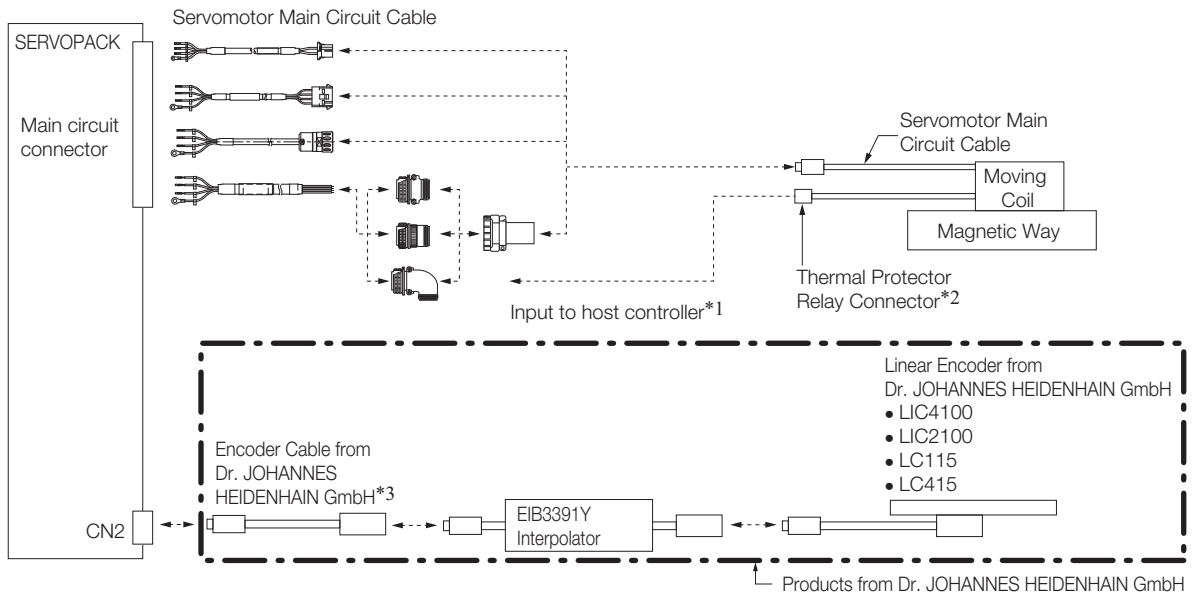 Servomotor Main Circuit Cable
SERVOPACK
Main circuit
connector
Servomotor Main
Circuit Cable
Moving
Coil
Magnetic Way
Thermal Protector
Relay Connector*2
Input to host controller*1
Linear Encoder from
Dr. JOHANNES HEIDENHAIN GmbH
• LIC4100
• LIC2100
• LC115
• LC415
Encoder Cable from
Dr. JOHANNES
HEIDENHAIN GmbH*3
CN2
EIB3391Y
Interpolator
Products from Dr. JOHANNES HEIDENHAIN GmbH